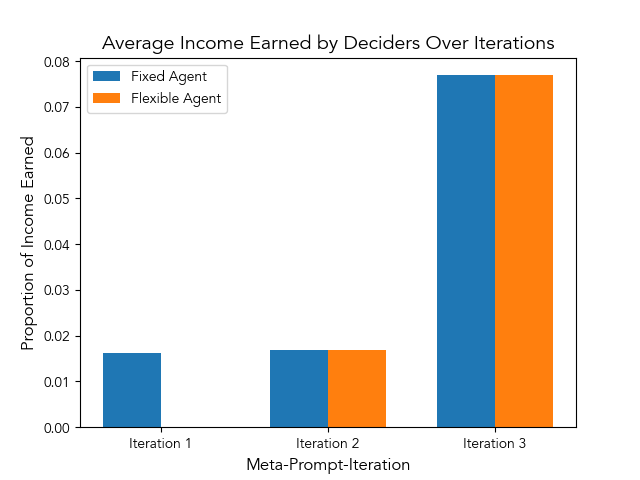 Average Income Earned by Deciders Over Iterations
Fixed Agent
Flexible Agent
Proportion of Income Earned
0.08
0.07
0.06
0.05
0.04
0.03
0.02
0.01
0.00
Iteration 1
Iteration 2
Iteration 3
Meta-Prompt-Iteration